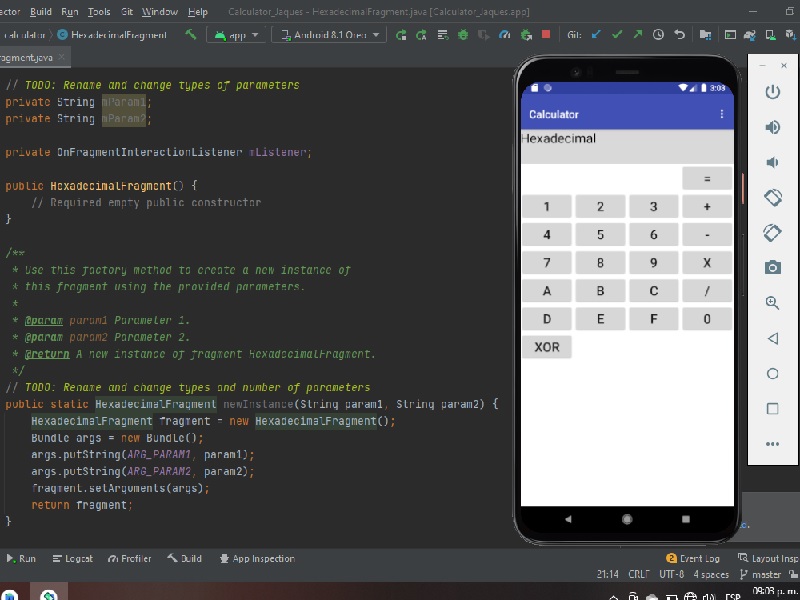 ector Build Run Tools Git Window Help Calculator_Jaques - HexadecimalFragment.java [Calculator_Jaques.app]
calculator HexadecimalFragment app Android 8.1 Oreo Git:
ragment.java
// TODO: Rename and change types of parameters
private String mParam1;
private String mParam2;
private OnFragmentInteractionListener mListener;
public HexadecimalFragment() {
// Required empty public constructor
}
/**
* Use this factory method to create a new instance of
* this fragment using the provided parameters.
*
* @param param1 Parameter 1.
* @param param2 Parameter 2.
* @return A new instance of fragment HexadecimalFragment.
*/
// TODO: Rename and change types and number of parameters
public static HexadecimalFragment newInstance(String param1, String param2) {
HexadecimalFragment fragment = new HexadecimalFragment();
Bundle args = new Bundle();
args.putString(ARG_PARAM1, param1);
args.putString(ARG_PARAM2, param2);
fragment.setArguments(args);
return fragment;
}
3:03
Calculator
Hexadecimal
=
1 2 3 +
4 5 6 -
7 8 9 X
A B C /
D E F 0
XOR
Run Logcat Profiler Build App Inspection 2 Event Log Layout Insp
21:14 CRLF UTF-8 4 spaces master
ESP 09:03 p. m.